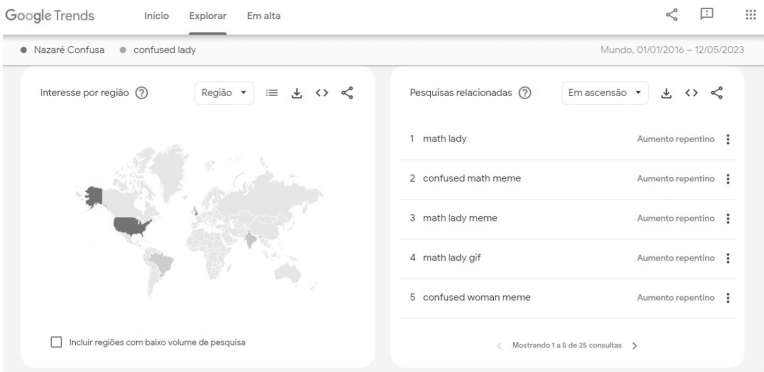 Google Trends Início Explorar Em alta
Nazaré Confusa confused lady Mundo, 01/01/2016 – 12/05/2023
Interesse por região Região
Incluir regiões com baixo volume de pesquisa
Pesquisas relacionadas Em ascensão
1 math lady Aumento repentino
2 confused math meme Aumento repentino
3 math lady meme Aumento repentino
4 math lady gif Aumento repentino
5 confused woman meme Aumento repentino
Mostrando 1 a 5 de 25 consultas